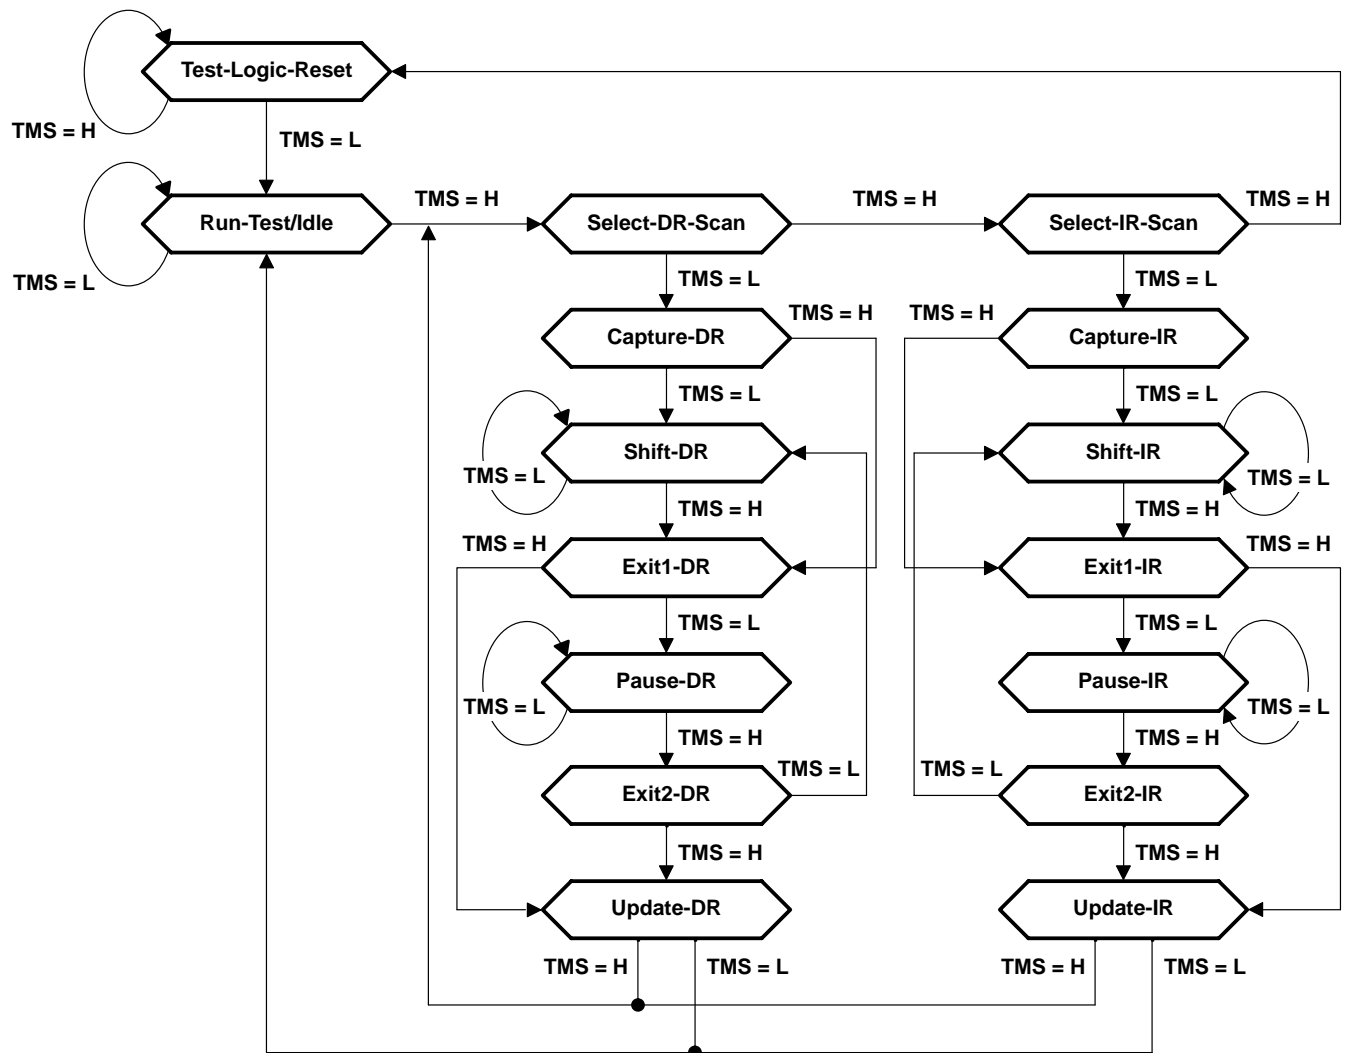 Test-Logic-Reset
TMS = H
TMS = L
Run-Test/Idle
TMS = H
Select-DR-Scan
TMS = H
Select-IR-Scan
TMS = H
TMS = L
TMS = L
TMS = L
Capture-DR
TMS = H
TMS = H
Capture-IR
TMS = L
TMS = L
Shift-DR
TMS = L
Shift-IR
TMS = L
TMS = H
TMS = H
TMS = H
Exit1-DR
Exit1-IR
TMS = H
TMS = L
TMS = L
Pause-DR
TMS = L
Pause-IR
TMS = L
TMS = H
TMS = H
Exit2-DR
TMS = L
TMS = L
Exit2-IR
TMS = H
TMS = H
Update-DR
Update-IR
TMS = H
TMS = L
TMS = H
TMS = L